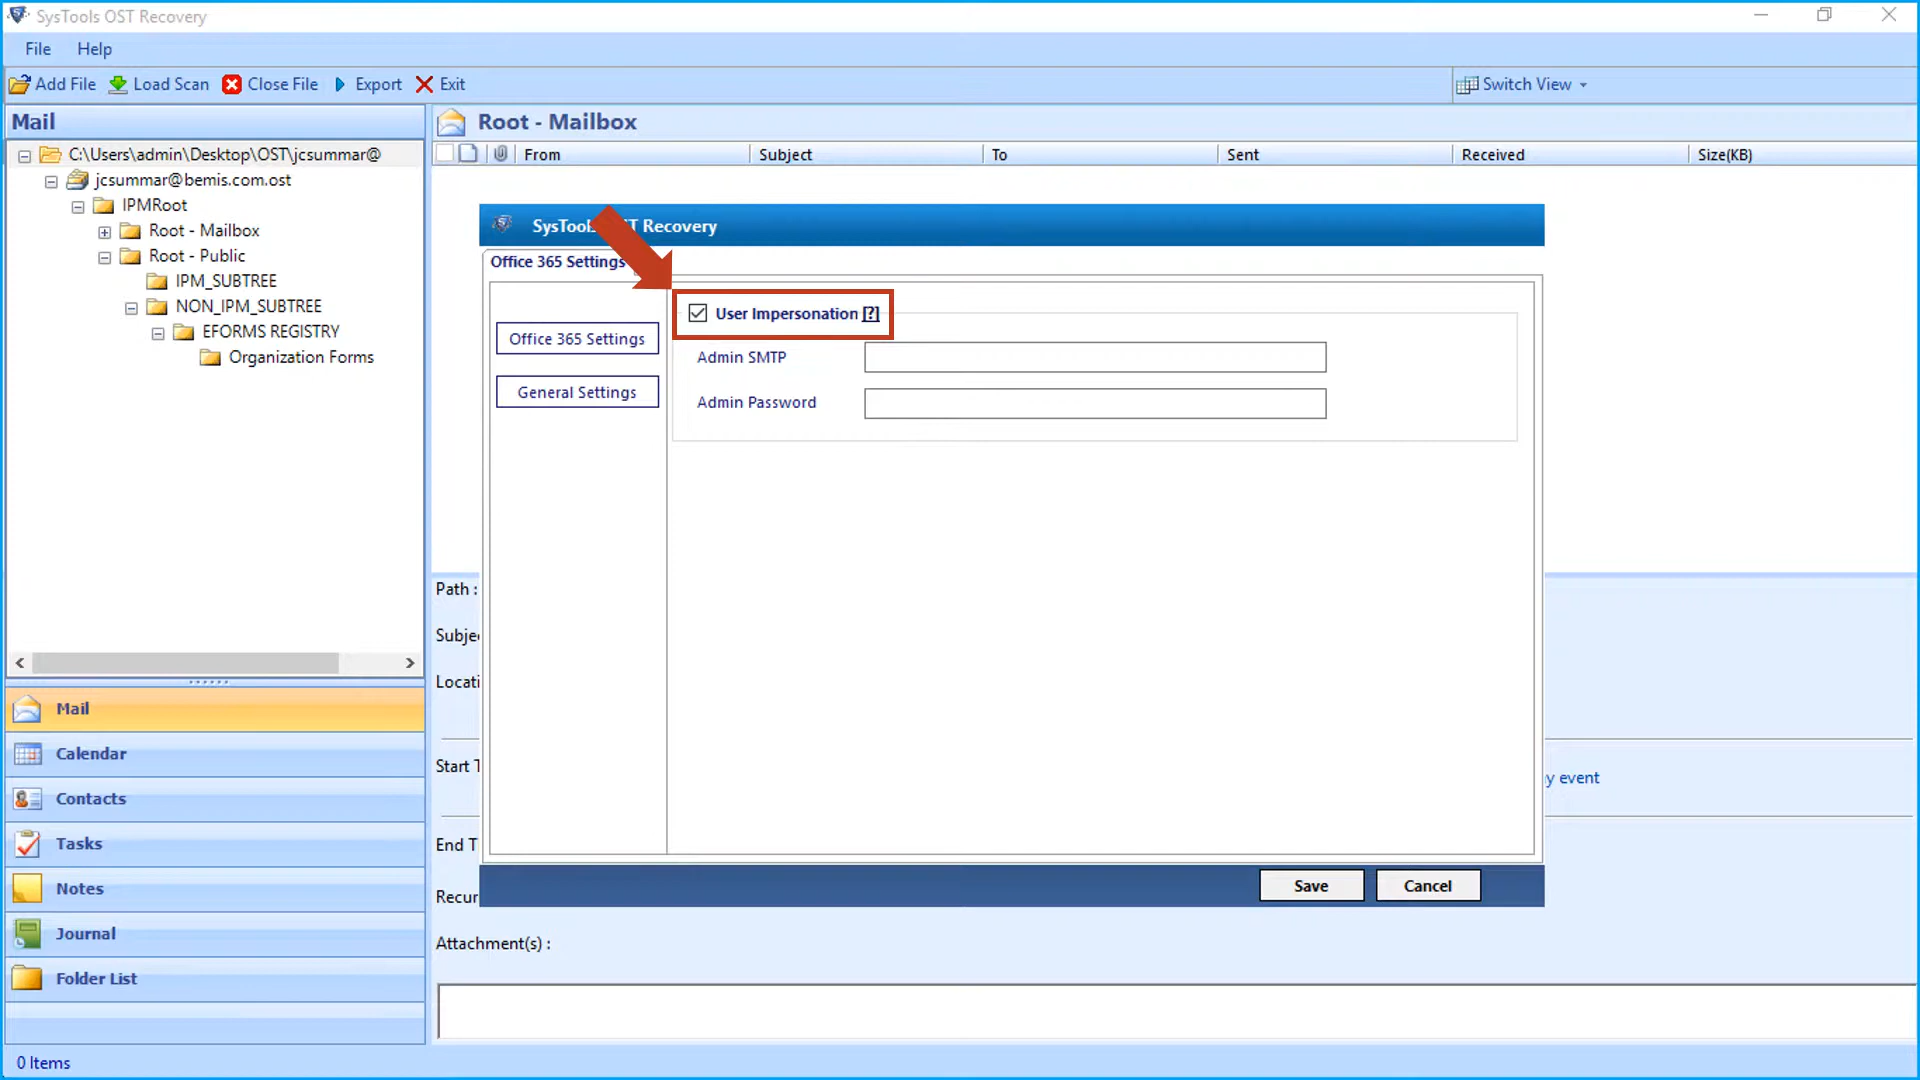 SysTools OST Recovery
File Help
Add File Load Scan Close File Export Exit Switch View
Mail
C:\Users\admin\Desktop\OST\jcsummar@
jcsummar@bemis.com.ost
IPMRoot
Root - Mailbox
Root - Public
IPM_SUBTREE
NON_IPM_SUBTREE
EFORMS REGISTRY
Organization Forms
Mail
Calendar
Contacts
Tasks
Notes
Journal
Folder List
0 Items
Root - Mailbox
From Subject To Sent Received Size(KB)
SysTools OST Recovery
Office 365 Settings
Office 365 Settings
General Settings
User Impersonation [?]
Admin SMTP
Admin Password
Save Cancel
Path :
Subje
Locati
Start T
y event
End T
Recur
Attachment(s) :